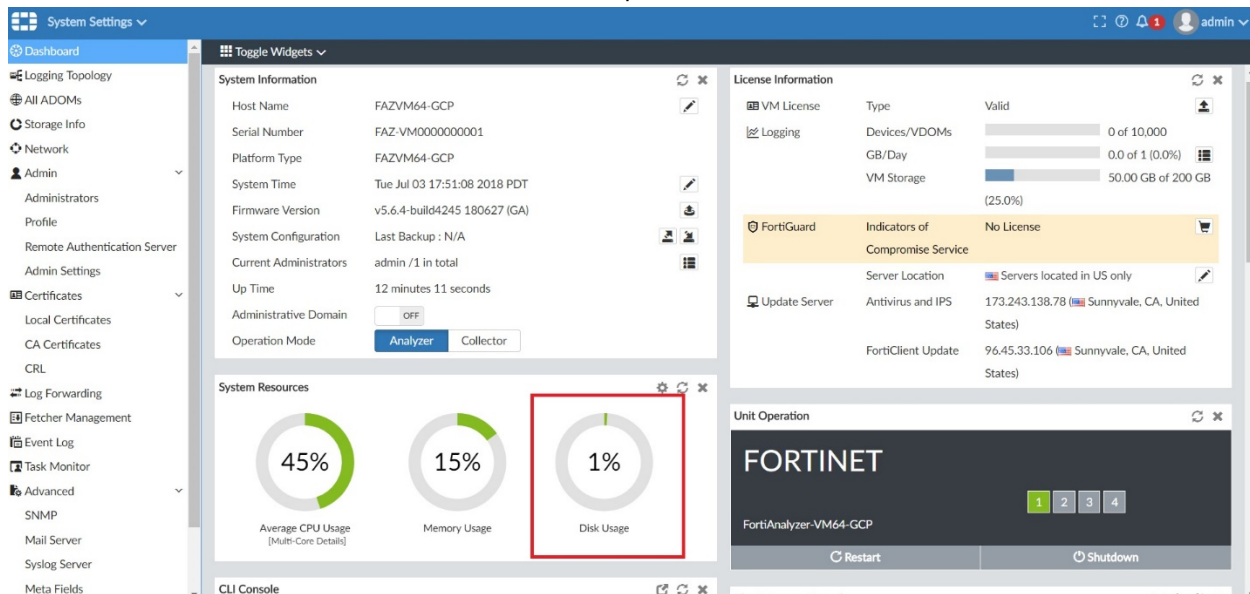 System Settings
1
admin
Dashboard
Logging Topology
All ADOMs
Storage Info
Network
Admin
Administrators
Profile
Remote Authentication Server
Admin Settings
Certificates
Local Certificates
CA Certificates
CRL
Log Forwarding
Fetcher Management
Event Log
Task Monitor
Advanced
SNMP
Mail Server
Syslog Server
Meta Fields
Toggle Widgets
System Information
Host Name FAZVM64-GCP
Serial Number FAZ-VM0000000001
Platform Type FAZVM64-GCP
System Time Tue Jul 03 17:51:08 2018 PDT
Firmware Version v5.6.4-build4245 180627 (GA)
System Configuration Last Backup : N/A
Current Administrators admin /1 in total
Up Time 12 minutes 11 seconds
Administrative Domain OFF
Operation Mode Analyzer Collector
System Resources
45% 15% 1%
Average CPU Usage Memory Usage Disk Usage
[Multi-Core Details]
CLI Console
License Information
VM License Type Valid
Logging Devices/VDOMs 0 of 10,000
GB/Day 0.0 of 1 (0.0%)
VM Storage 50.00 GB of 200 GB
(25.0%)
FortiGuard Indicators of No License
Compromise Service
Server Location Servers located in US only
Update Server Antivirus and IPS 173.243.138.78 ( Sunnyvale, CA, United
States)
FortiClient Update 96.45.33.106 ( Sunnyvale, CA, United
States)
Unit Operation
FORTINET
1 2 3 4
FortiAnalyzer-VM64-GCP
Restart Shutdown